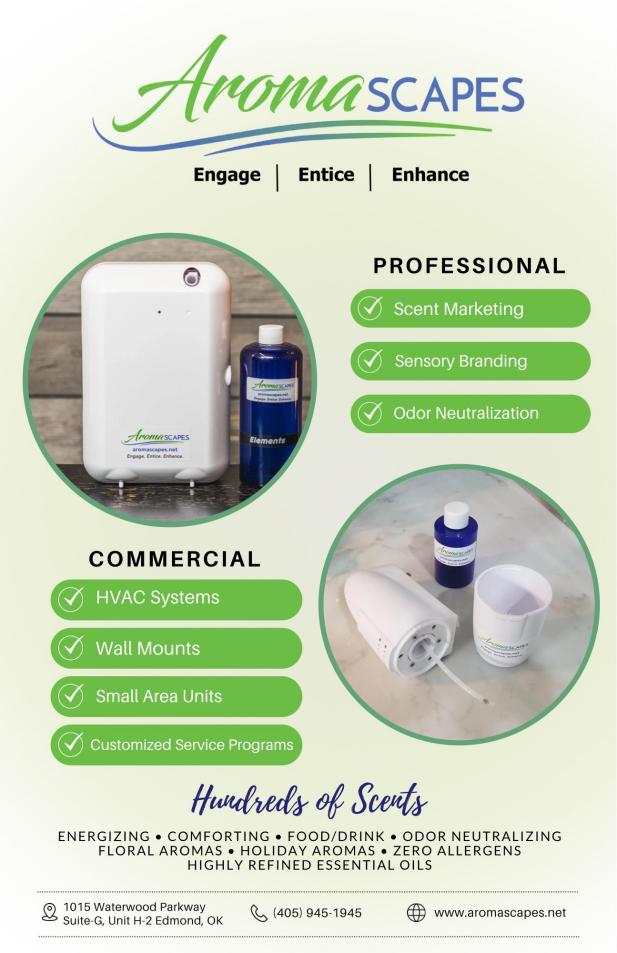 AromaSCAPES
Engage | Entice | Enhance
PROFESSIONAL
Scent Marketing
Sensory Branding
Odor Neutralization
AromaSCAPES
aromascapes.net
Engage. Entice. Enhance.
AromaSCAPES
aromascapes.net
Engage. Entice. Enhance.
Elements
COMMERCIAL
HVAC Systems
Wall Mounts
Small Area Units
Customized Service Programs
AromaSCAPES
AromaSCAPES
Hundreds of Scents
ENERGIZING • COMFORTING • FOOD/DRINK • ODOR NEUTRALIZING
FLORAL AROMAS • HOLIDAY AROMAS • ZERO ALLERGENS
HIGHLY REFINED ESSENTIAL OILS
1015 Waterwood Parkway
Suite-G, Unit H-2 Edmond, OK
(405) 945-1945
www.aromascapes.net